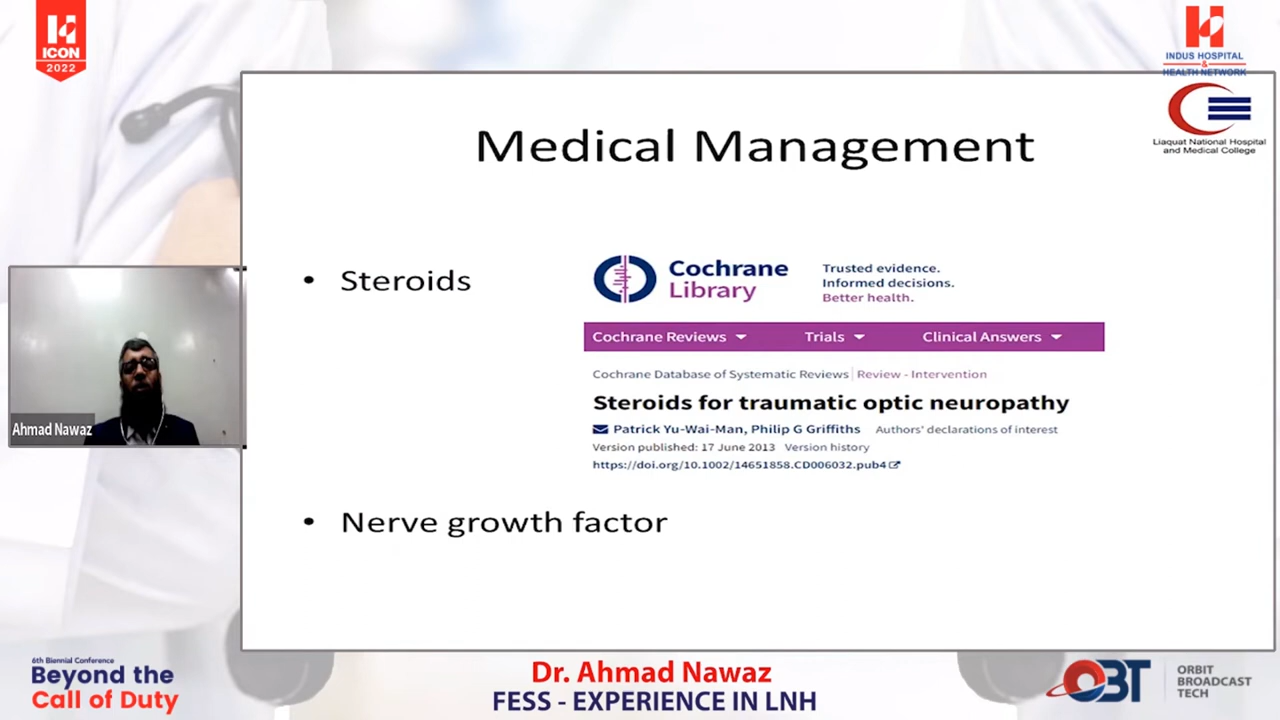 ICON
2022
INDUS HOSPITAL
&
HEALTH NETWORK
Liaquat National Hospital
and Medical College
Medical Management
• Steroids
Cochrane
Library
Trusted evidence.
Informed decisions.
Better health.
Cochrane Reviews
Trials
Clinical Answers
Cochrane Database of Systematic Reviews | Review - Intervention
Steroids for traumatic optic neuropathy
Patrick Yu-Wai-Man, Philip G Griffiths Authors' declarations of interest
Version published: 17 June 2013 Version history
https://doi.org/10.1002/14651858.CD006032.pub4
• Nerve growth factor
Ahmad Nawaz
6th Biennial Conference
Beyond the
Call of Duty
Dr. Ahmad Nawaz
FESS - EXPERIENCE IN LNH
OBT
ORBIT
BROADCAST
TECH